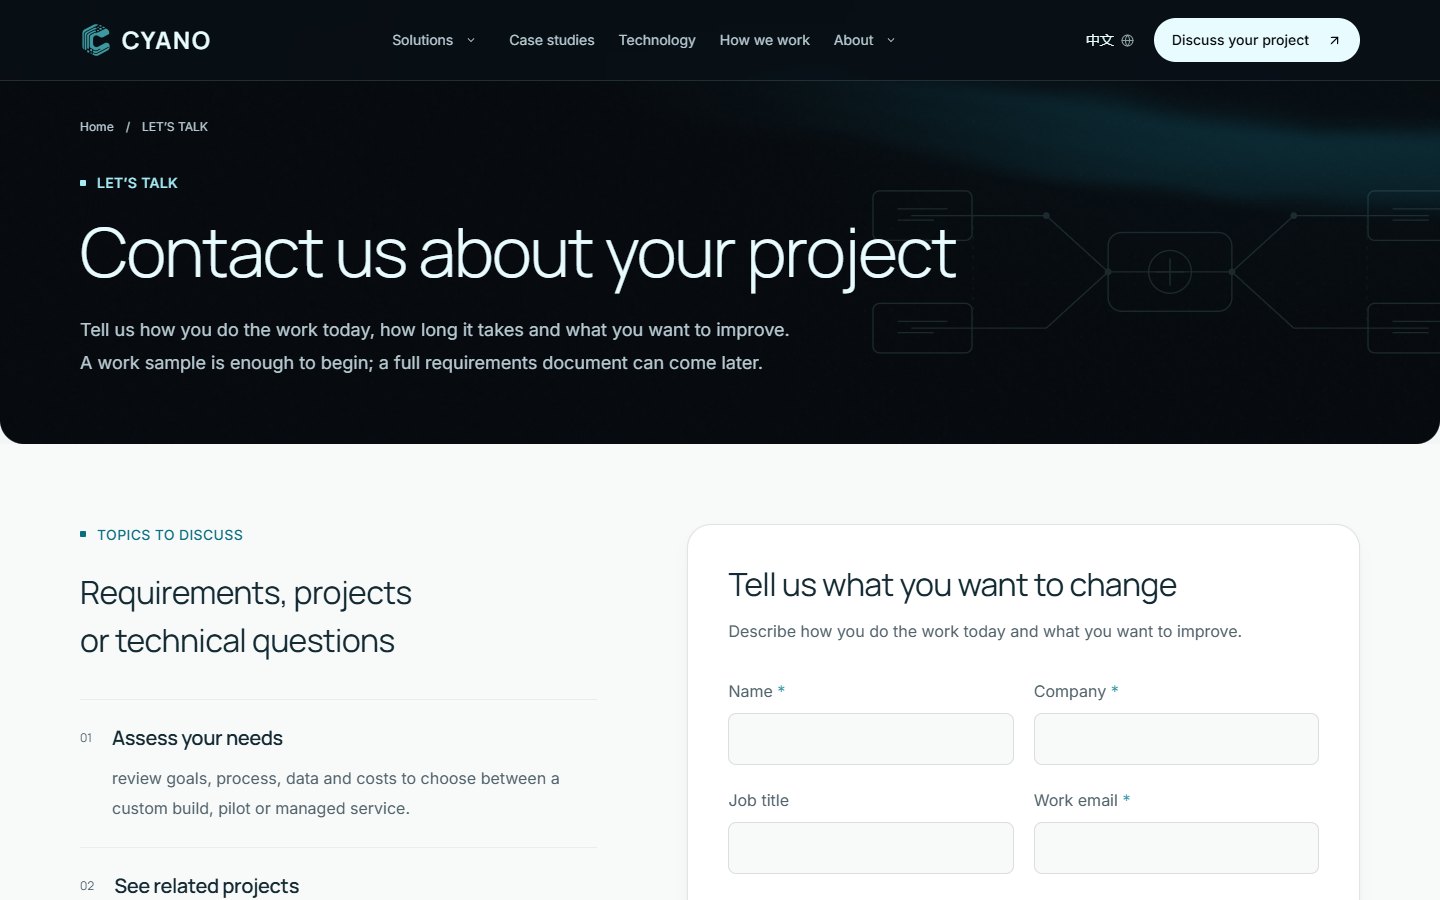 CYANO
Solutions
Case studies
Technology
How we work
About
中文
Discuss your project
Home / LET'S TALK
LET'S TALK
Contact us about your project
Tell us how you do the work today, how long it takes and what you want to improve.
A work sample is enough to begin; a full requirements document can come later.
TOPICS TO DISCUSS
Requirements, projects
or technical questions
01 Assess your needs
review goals, process, data and costs to choose between a
custom build, pilot or managed service.
02 See related projects
Tell us what you want to change
Describe how you do the work today and what you want to improve.
Name *
Company *
Job title
Work email *